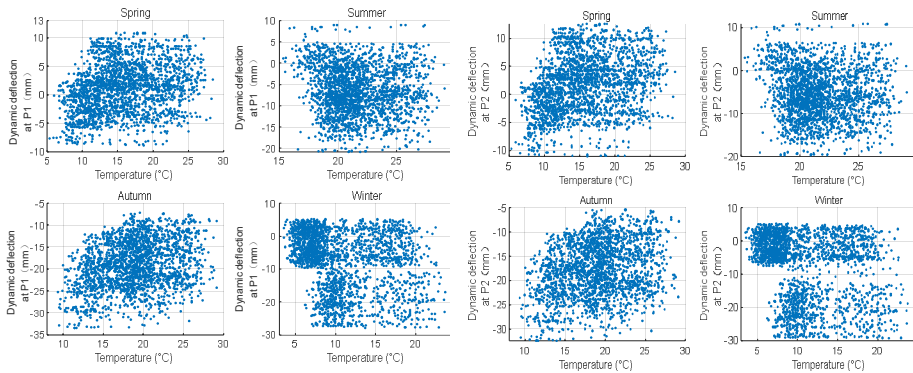 Spring
13
10
5
0
-5
-10
5
10
15
20
25
30
Temperature (°C)
Dynamic deflection
at P1 (mm)
Summer
10
5
0
-5
-10
-15
-20
15
20
25
Temperature (°C)
Dynamic deflection
at P1 (mm)
Spring
10
5
0
-5
-10
5
10
15
20
25
30
Temperature (°C)
Dynamic deflection
at P2 (mm)
Summer
10
0
-10
-20
15
20
25
Temperature (°C)
Dynamic deflection
at P2 (mm)
Autumn
-5
-10
-15
-20
-25
-30
-35
10
15
20
25
30
Temperature (°C)
Dynamic deflection
at P1 (mm)
Winter
10
0
-10
-20
-30
5
10
15
20
Temperature (°C)
Dynamic deflection
at P1 (mm)
Autumn
-5
-10
-15
-20
-25
-30
10
15
20
25
30
Temperature (°C)
Dynamic deflection
at P2 (mm)
Winter
10
0
-10
-20
-30
5
10
15
20
Temperature (°C)
Dynamic deflection
at P2 (mm)